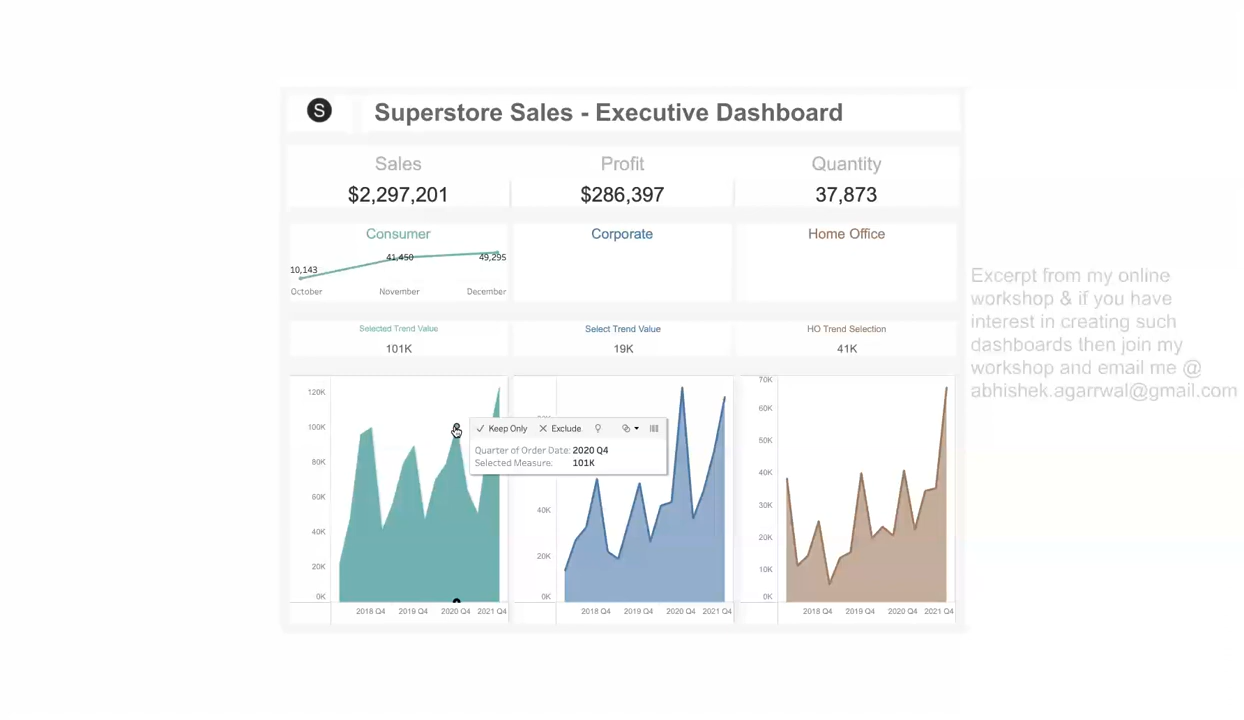 S
Superstore Sales - Executive Dashboard
Sales
Profit
Quantity
$2,297,201
$286,397
37,873
Consumer
Corporate
Home Office
10,143
41,450
49,295
October
November
December
Selected Trend Value
Select Trend Value
HO Trend Selection
101K
19K
41K
120K
100K
80K
60K
40K
20K
0K
2018 Q4
2019 Q4
2020 Q4
2021 Q4
Keep Only
Exclude
Quarter of Order Date: 2020 Q4
Selected Measure: 101K
40K
20K
0K
2018 Q4
2019 Q4
2020 Q4
2021 Q4
70K
60K
50K
40K
30K
20K
10K
0K
2018 Q4
2019 Q4
2020 Q4
2021 Q4
Excerpt from my online
workshop & if you have
interest in creating such
dashboards then join my
workshop and email me @
abhishek.agarrwal@gmail.com